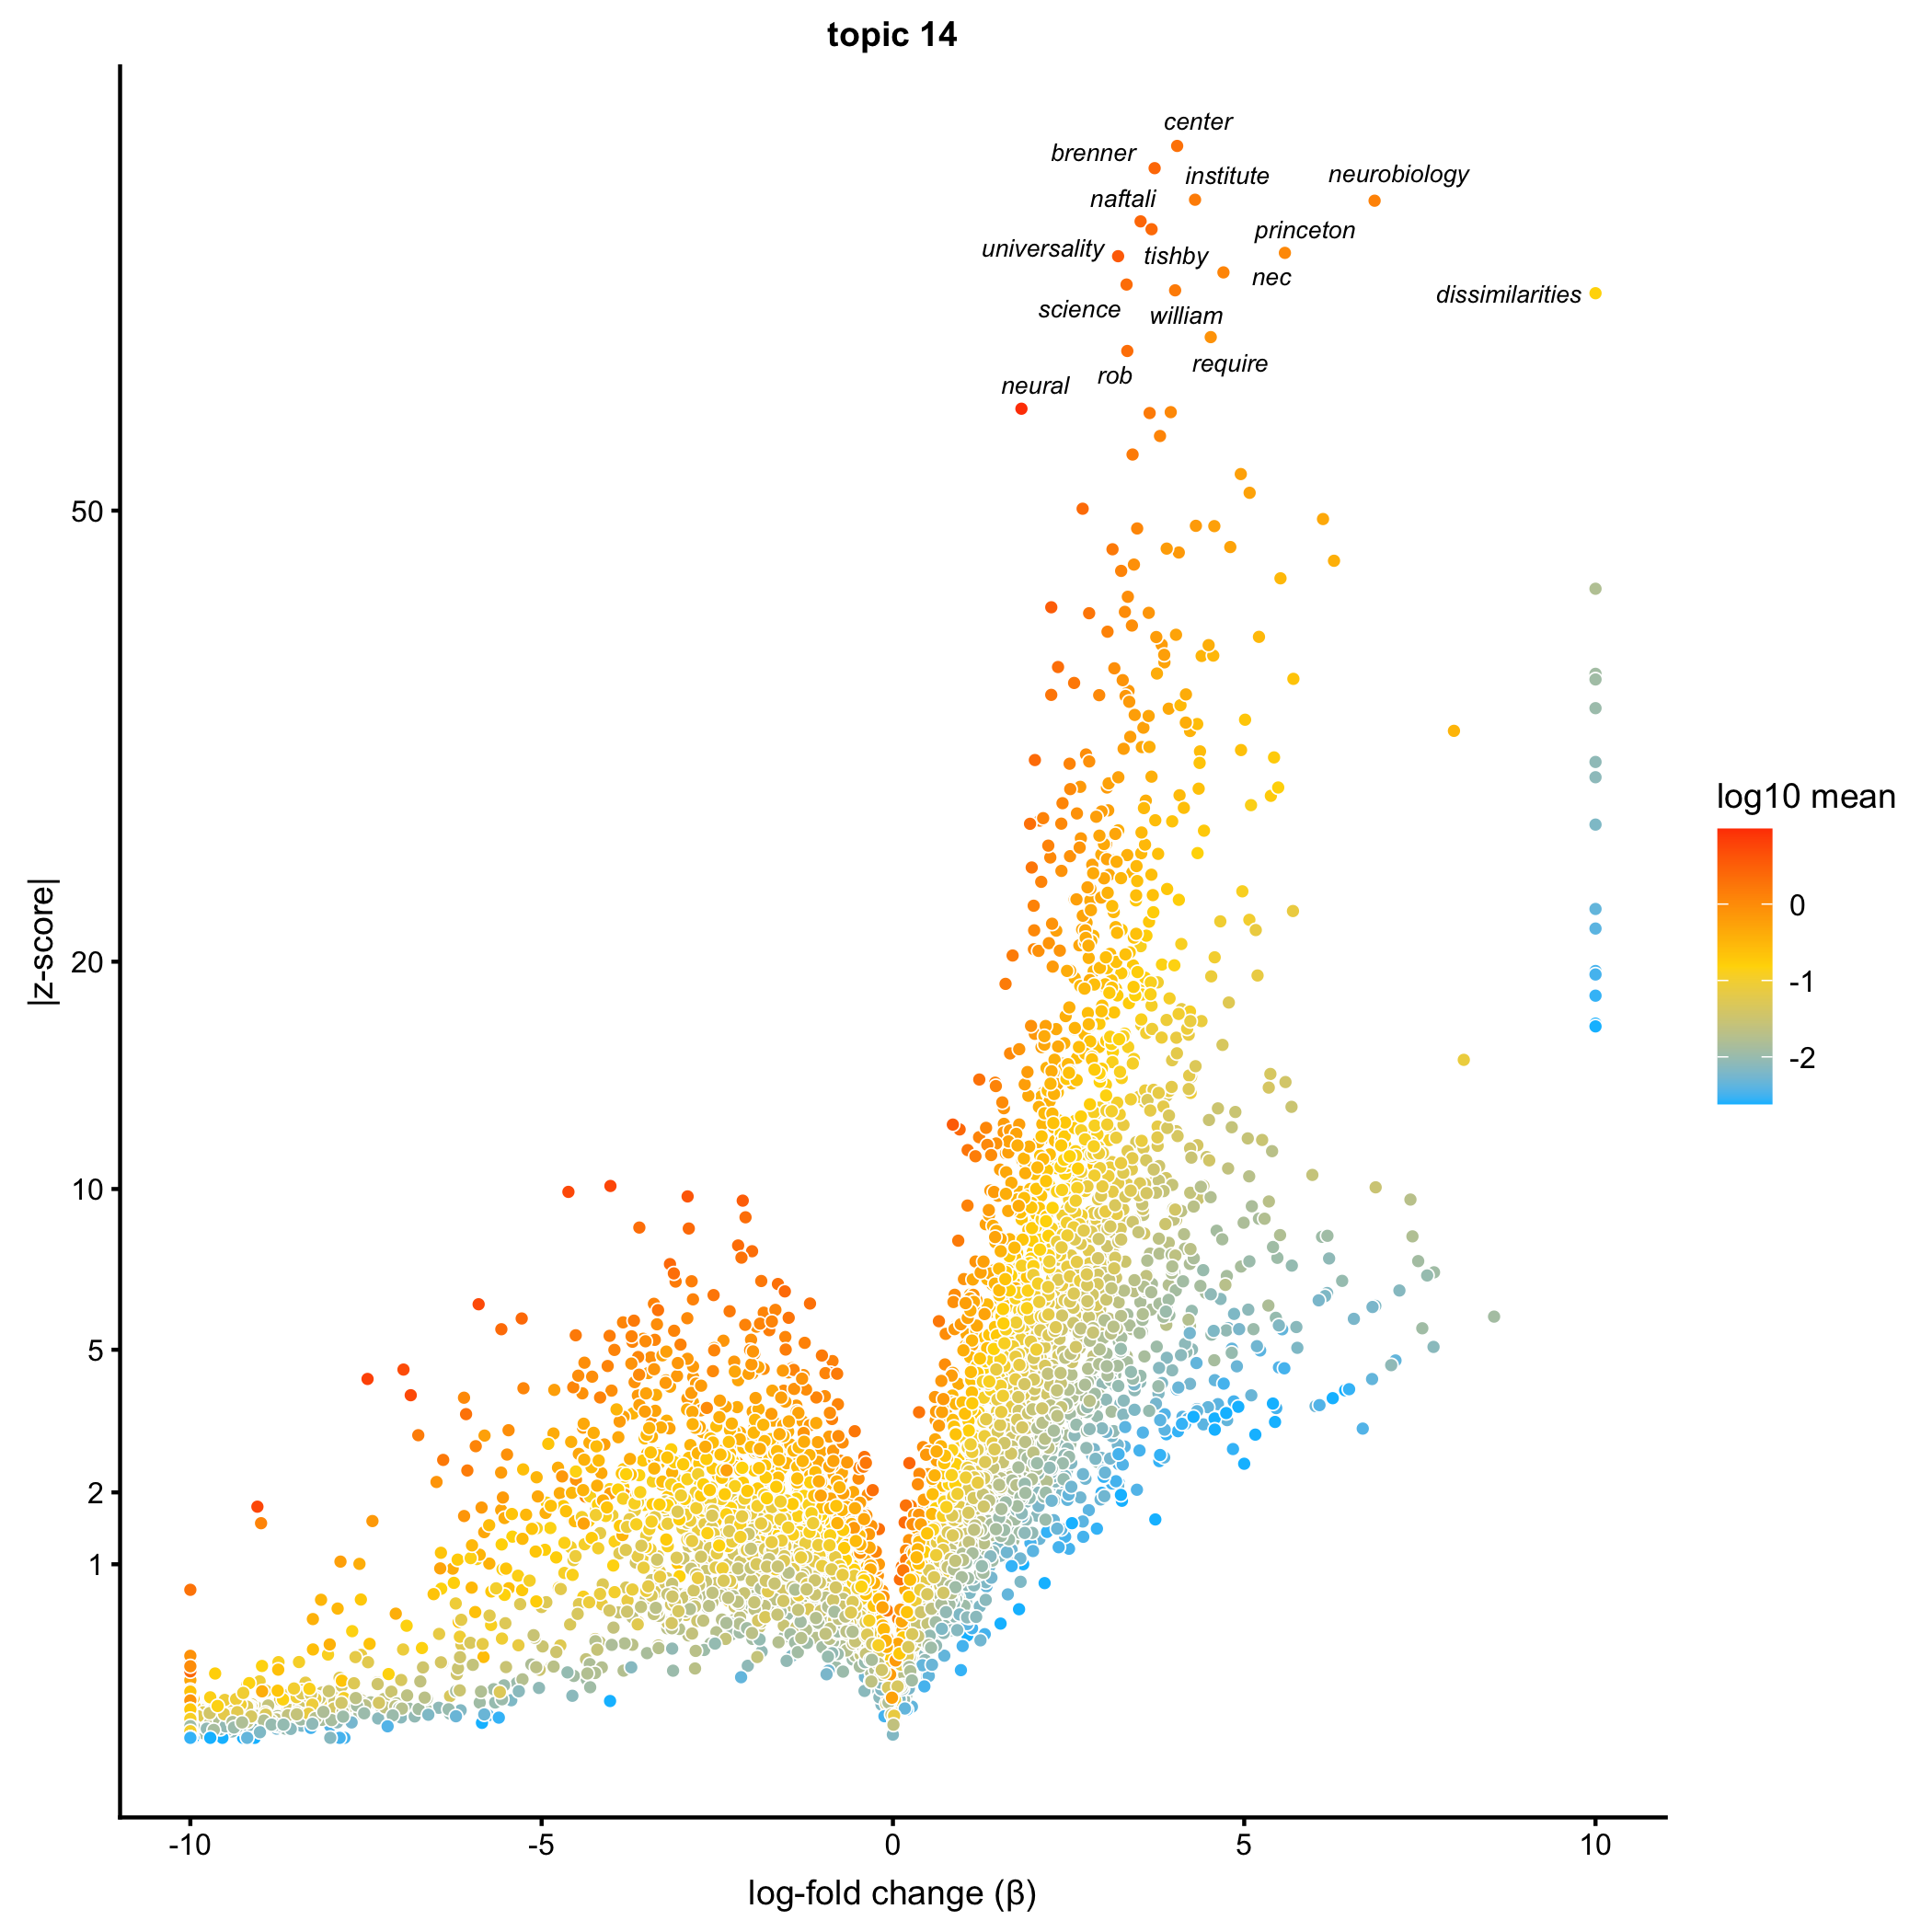 topic 14
center
brenner
institute
neurobiology
naftali
princeton
universality
tishby
nec
dissimilarities
science
william
require
rob
neural
50
20
10
5
2
1
|z-score|
-10
-5
0
5
10
log-fold change (β)
log10 mean
0
-1
-2